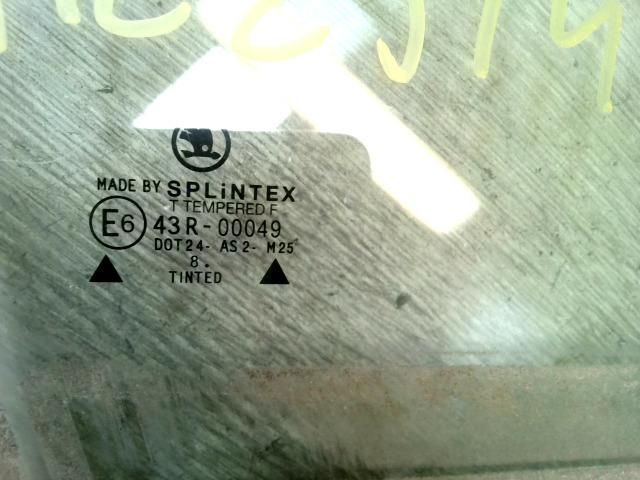 MADE BY SPLiNTEX
T TEMPERED F
E6 43R-00049
DOT24- AS2- M25
8.
TINTED